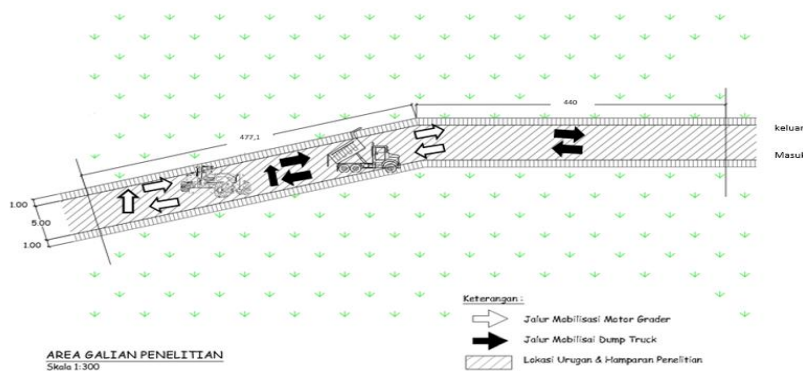 440
477,1
keluar
Masuk
1.00
5.00
1.00
Keterangan :
Jalur Mobilisasi Motor Grader
Jalur Mobilisai Dump Truck
Lokasi Urugan & Hamparan Penelitian
AREA GALIAN PENELITIAN
Skala 1:300